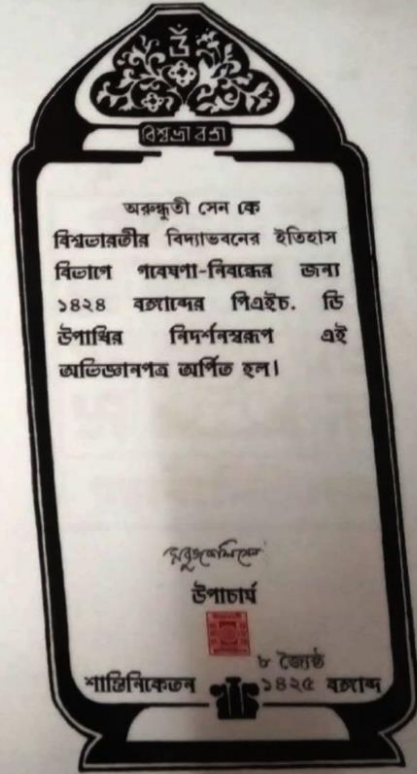 বিশ্বভারতী
অরুন্ধুতী সেন কে
বিশ্বভারতীর বিদ্যাভবনের ইতিহাস
বিভাগে গবেষণা-নিবন্ধের জন্য
১৪২৪ বঙ্গাব্দের পিএইচ. ডি
উপাধির নিদর্শনস্বরূপ এই
অভিজ্ঞানপত্র অর্পিত হল।
উপাচার্য
৮ জ্যৈষ্ঠ
শান্তিনিকেতন ১৪২৫ বঙ্গাব্দ